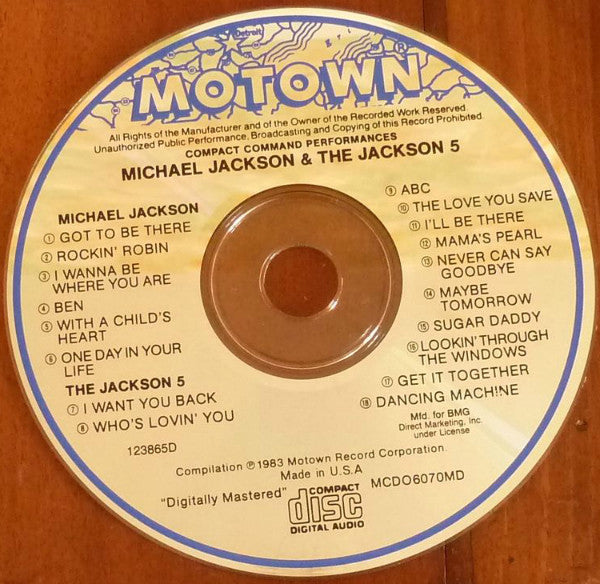 Detroit
Erie
MOTOWN®
All Rights of the Manufacturer and of the Owner of the Recorded Work Reserved.
Unauthorized Public Performance, Broadcasting and Copying of this Record Prohibited.
COMPACT COMMAND PERFORMANCES
MICHAEL JACKSON & THE JACKSON 5
MICHAEL JACKSON
① GOT TO BE THERE
② ROCKIN' ROBIN
③ I WANNA BE
WHERE YOU ARE
④ BEN
⑤ WITH A CHILD'S
HEART
⑥ ONE DAY IN YOUR
LIFE
THE JACKSON 5
⑦ I WANT YOU BACK
⑧ WHO'S LOVIN' YOU
⑨ ABC
⑩ THE LOVE YOU SAVE
⑪ I'LL BE THERE
⑫ MAMA'S PEARL
⑬ NEVER CAN SAY
GOODBYE
⑭ MAYBE
TOMORROW
⑮ SUGAR DADDY
⑯ LOOKIN' THROUGH
THE WINDOWS
⑰ GET IT TOGETHER
⑱ DANCING MACHINE
Mfd. for BMG
Direct Marketing, Inc.
under License
123865D
Compilation ℗ 1983 Motown Record Corporation.
Made in U.S.A
"Digitally Mastered"
MCDO6070MD
COMPACT
disc
DIGITAL AUDIO